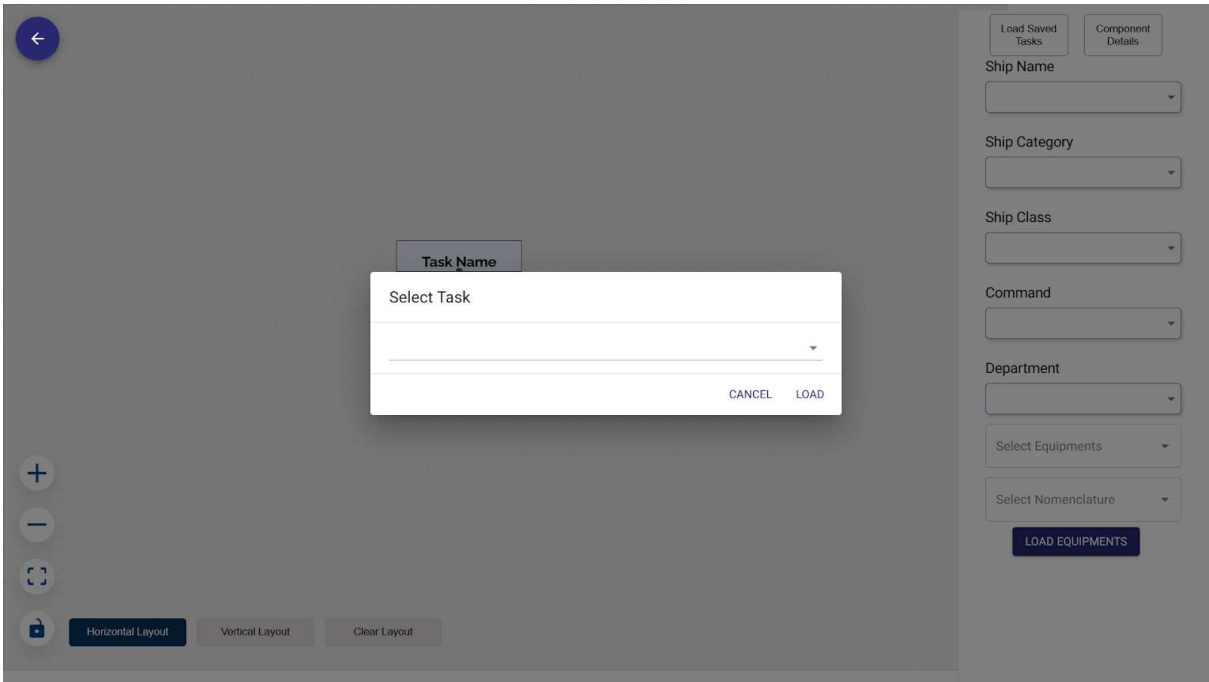 Load Saved
Tasks
Component
Details
Ship Name
Ship Category
Ship Class
Task Name
Select Task
Command
Department
CANCEL LOAD
Select Equipments
Select Nomenclature
LOAD EQUIPMENTS
Horizontal Layout
Vertical Layout
Clear Layout